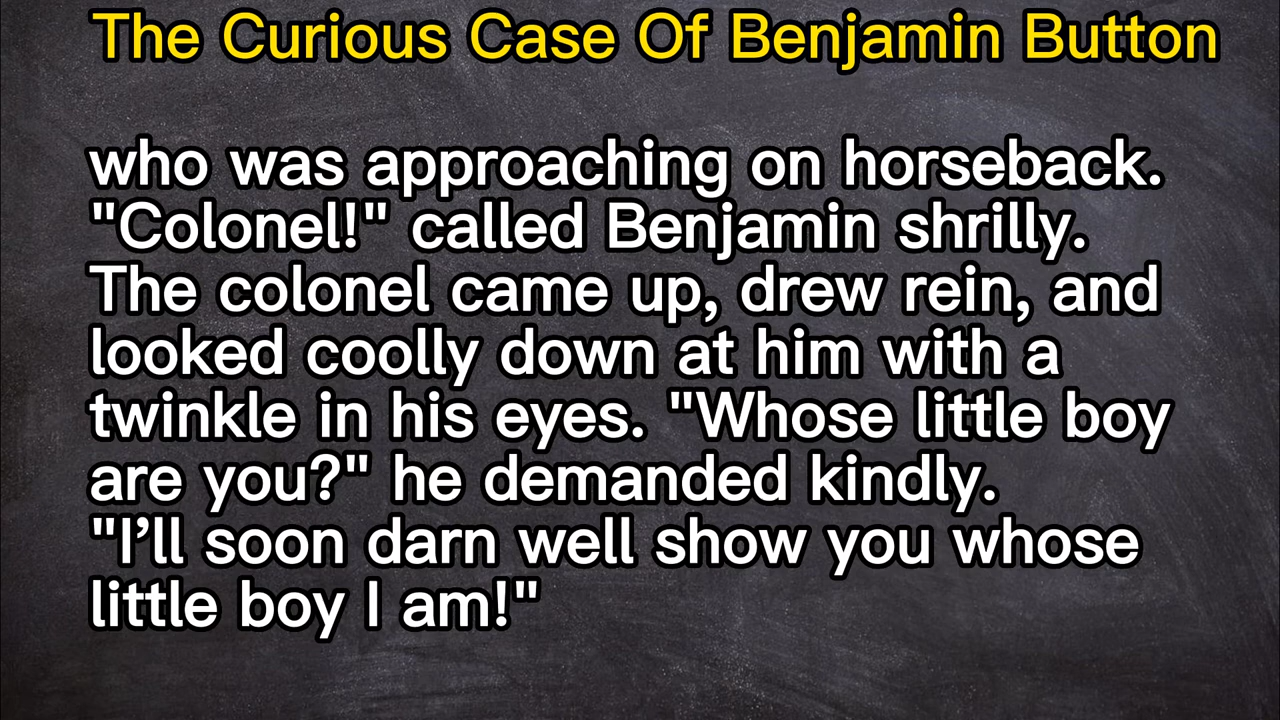 The Curious Case Of Benjamin Button
who was approaching on horseback.
"Colonel!" called Benjamin shrilly.
The colonel came up, drew rein, and
looked coolly down at him with a
twinkle in his eyes. "Whose little boy
are you?" he demanded kindly.
"I’ll soon darn well show you whose
little boy I am!"